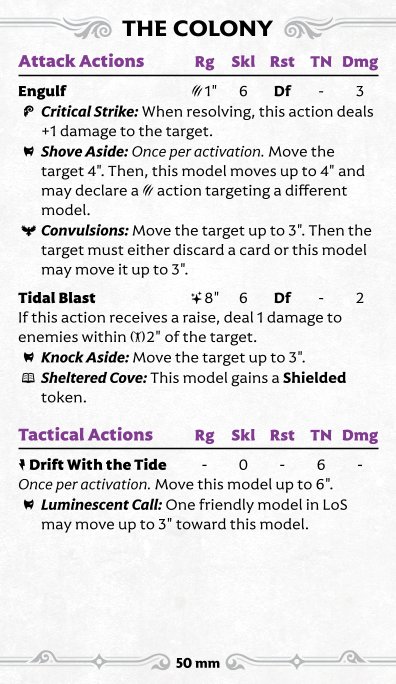 THE COLONY
Attack Actions Rg Skl Rst TN Dmg
Engulf 1" 6 Df - 3
Critical Strike: When resolving, this action deals
+1 damage to the target.
Shove Aside: Once per activation. Move the
target 4". Then, this model moves up to 4" and
may declare a action targeting a different
model.
Convulsions: Move the target up to 3". Then the
target must either discard a card or this model
may move it up to 3".
Tidal Blast 8" 6 Df - 2
If this action receives a raise, deal 1 damage to
enemies within 2" of the target.
Knock Aside: Move the target up to 3".
Sheltered Cove: This model gains a Shielded
token.
Tactical Actions Rg Skl Rst TN Dmg
Drift With the Tide - 0 - 6 -
Once per activation. Move this model up to 6".
Luminescent Call: One friendly model in LoS
may move up to 3" toward this model.
50 mm